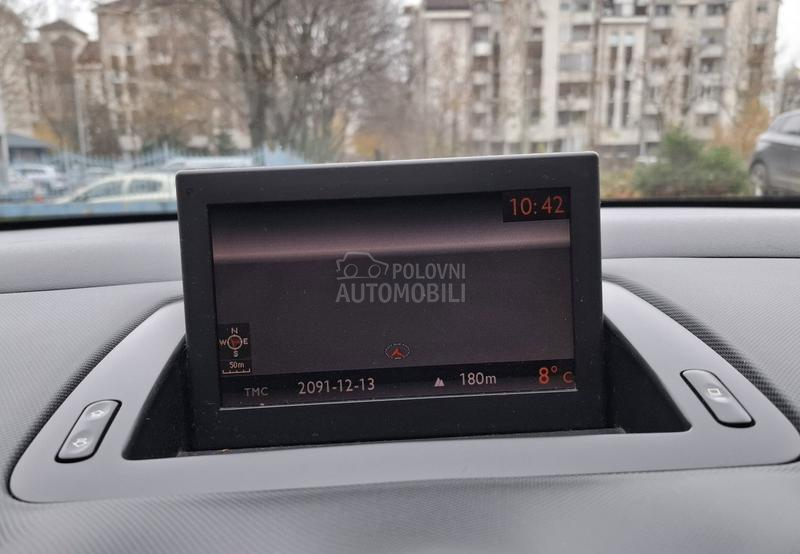 10:42
POLOVNI
AUTOMOBILI
N
W E
S
50m
TMC 2091-12-13 180m 8° C